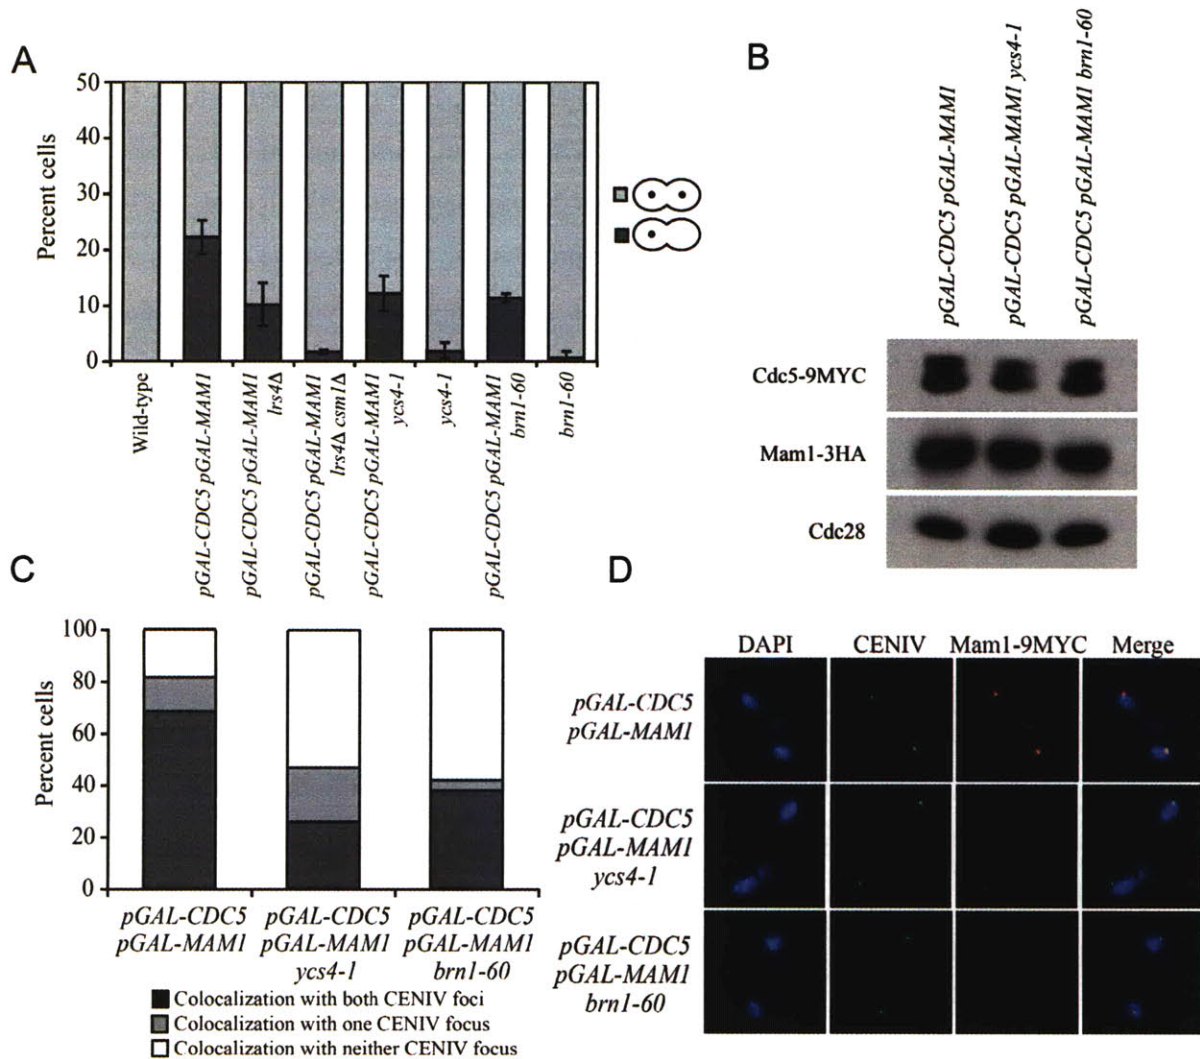 A
Percent cells
50
40
30
20
10
0
Wild-type
pGAL-CDC5 pGAL-MAM1
pGAL-CDC5 pGAL-MAM1
lrs4Δ
pGAL-CDC5 pGAL-MAM1
lrs4Δ csm1Δ
pGAL-CDC5 pGAL-MAM1
ycs4-1
ycs4-1
pGAL-CDC5 pGAL-MAM1
brn1-60
brn1-60
B
pGAL-CDC5 pGAL-MAM1
pGAL-CDC5 pGAL-MAM1 ycs4-1
pGAL-CDC5 pGAL-MAM1 brn1-60
Cdc5-9MYC
Mam1-3HA
Cdc28
C
Percent cells
100
80
60
40
20
0
pGAL-CDC5
pGAL-MAM1
pGAL-CDC5
pGAL-MAM1
ycs4-1
pGAL-CDC5
pGAL-MAM1
brn1-60
Colocalization with both CENIV foci
Colocalization with one CENIV focus
Colocalization with neither CENIV focus
D
DAPI
CENIV
Mam1-9MYC
Merge
pGAL-CDC5
pGAL-MAM1
pGAL-CDC5
pGAL-MAM1
ycs4-1
pGAL-CDC5
pGAL-MAM1
brn1-60